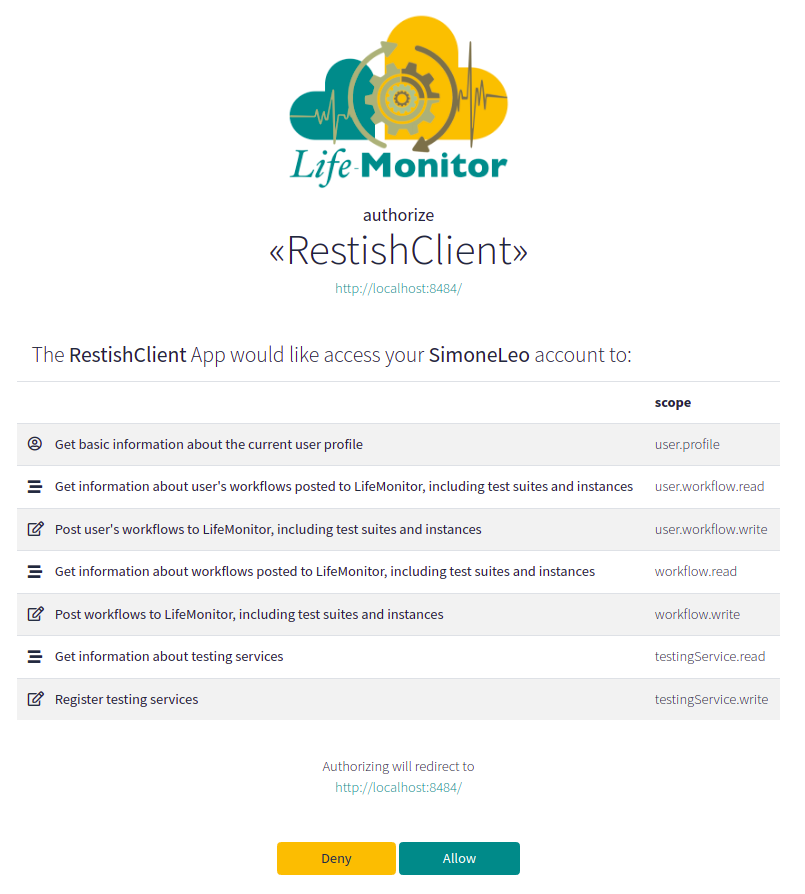 Life-Monitor
authorize
«RestishClient»
http://localhost:8484/
The RestishClient App would like access your SimoneLeo account to:
scope
Get basic information about the current user profile user.profile
Get information about user's workflows posted to LifeMonitor, including test suites and instances user.workflow.read
Post user's workflows to LifeMonitor, including test suites and instances user.workflow.write
Get information about workflows posted to LifeMonitor, including test suites and instances workflow.read
Post workflows to LifeMonitor, including test suites and instances workflow.write
Get information about testing services testingService.read
Register testing services testingService.write
Authorizing will redirect to
http://localhost:8484/
Deny Allow